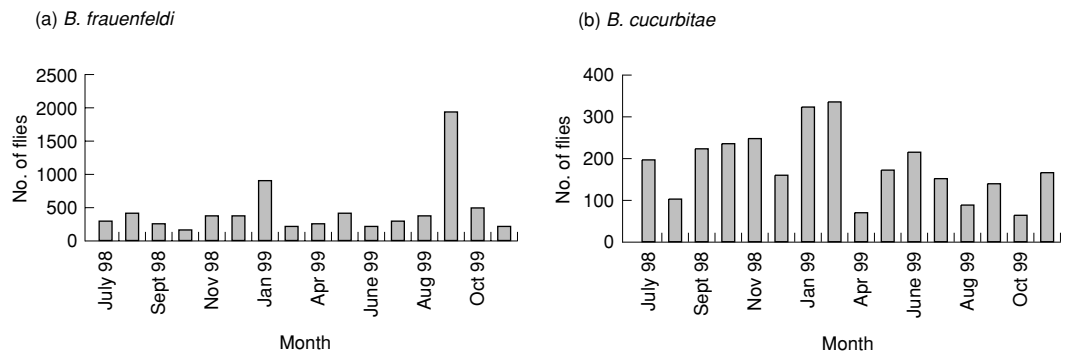 (a) B. frauenfeldi
No. of flies
2500
2000
1500
1000
500
0
July 98
Sept 98
Nov 98
Jan 99
Apr 99
June 99
Aug 99
Oct 99
Month
(b) B. cucurbitae
No. of flies
400
300
200
100
0
July 98
Sept 98
Nov 98
Jan 99
Apr 99
June 99
Aug 99
Oct 99
Month